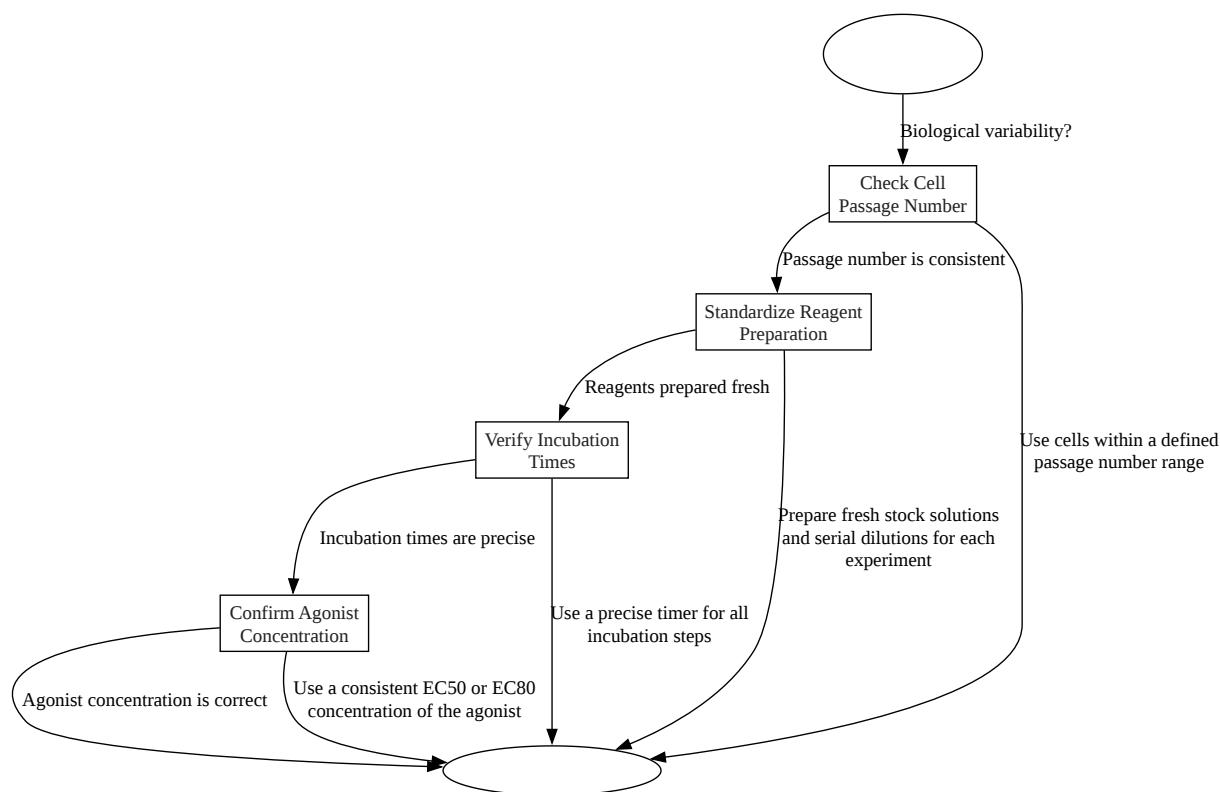 Biological variability?
Check Cell
Passage Number
Passage number is consistent
Standardize Reagent
Preparation
Reagents prepared fresh
Verify Incubation
Times
Use cells within a defined
passage number range
Prepare fresh stock solutions
and serial dilutions for each
experiment
Incubation times are precise
Confirm Agonist
Concentration
Use a precise timer for all
incubation steps
Agonist concentration is correct
Use a consistent EC50 or EC80
concentration of the agonist